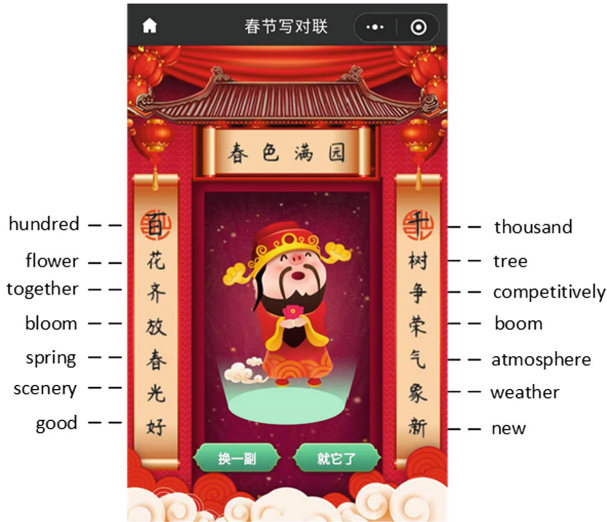 春节写对联
春色满园
hundred
flower
together
bloom
spring
scenery
good
百花齐放春光好
千树争荣气象新
thousand
tree
competitively
boom
atmosphere
weather
new
换一副
就它了